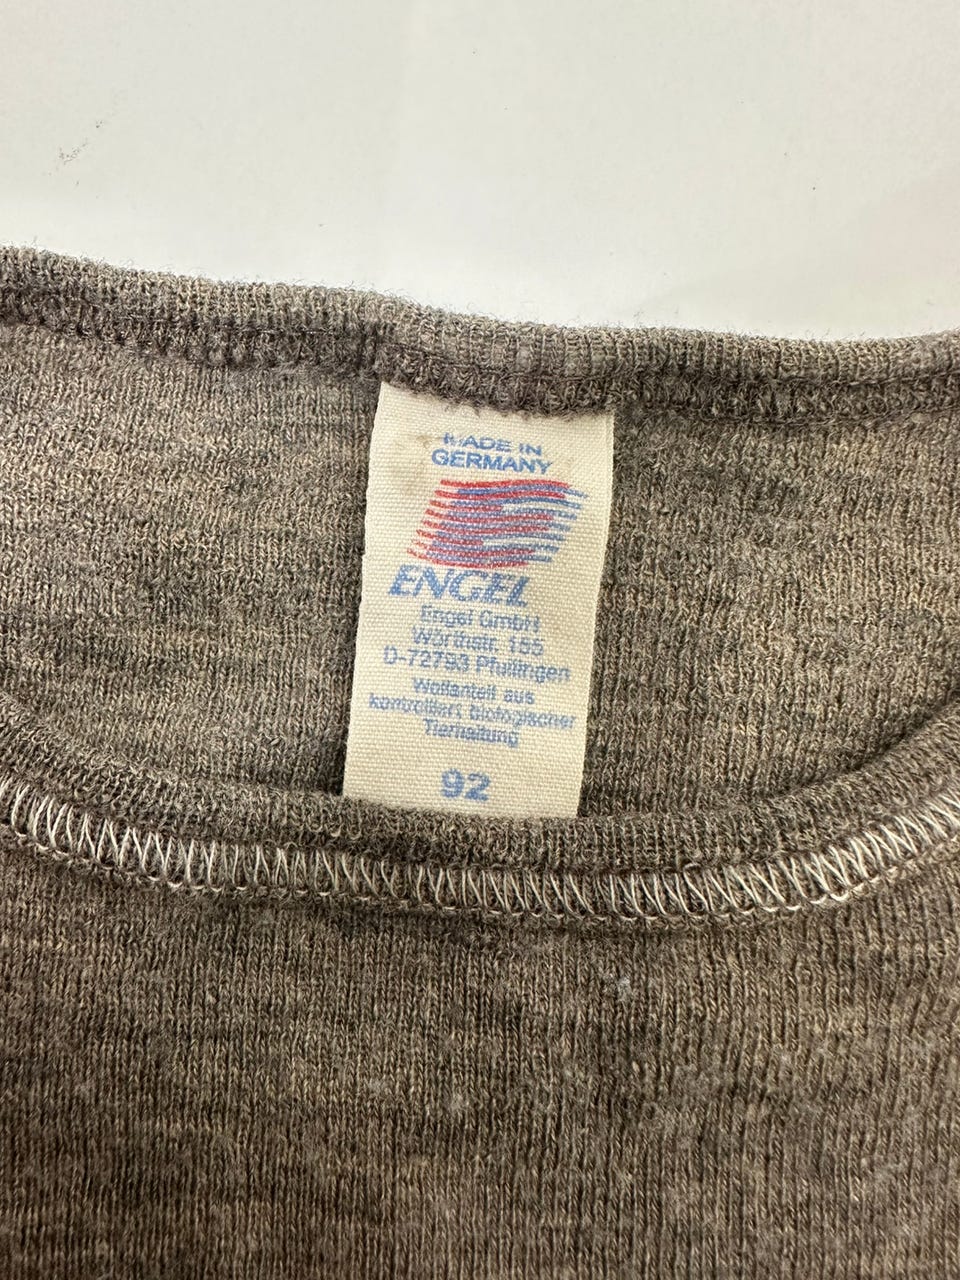 MADE IN
GERMANY
ENGEL
Engel GmbH
Wörthstr. 155
D-72793 Pfullingen
Wollanteil aus
kontrolliert biologischer
Tierhaltung
92